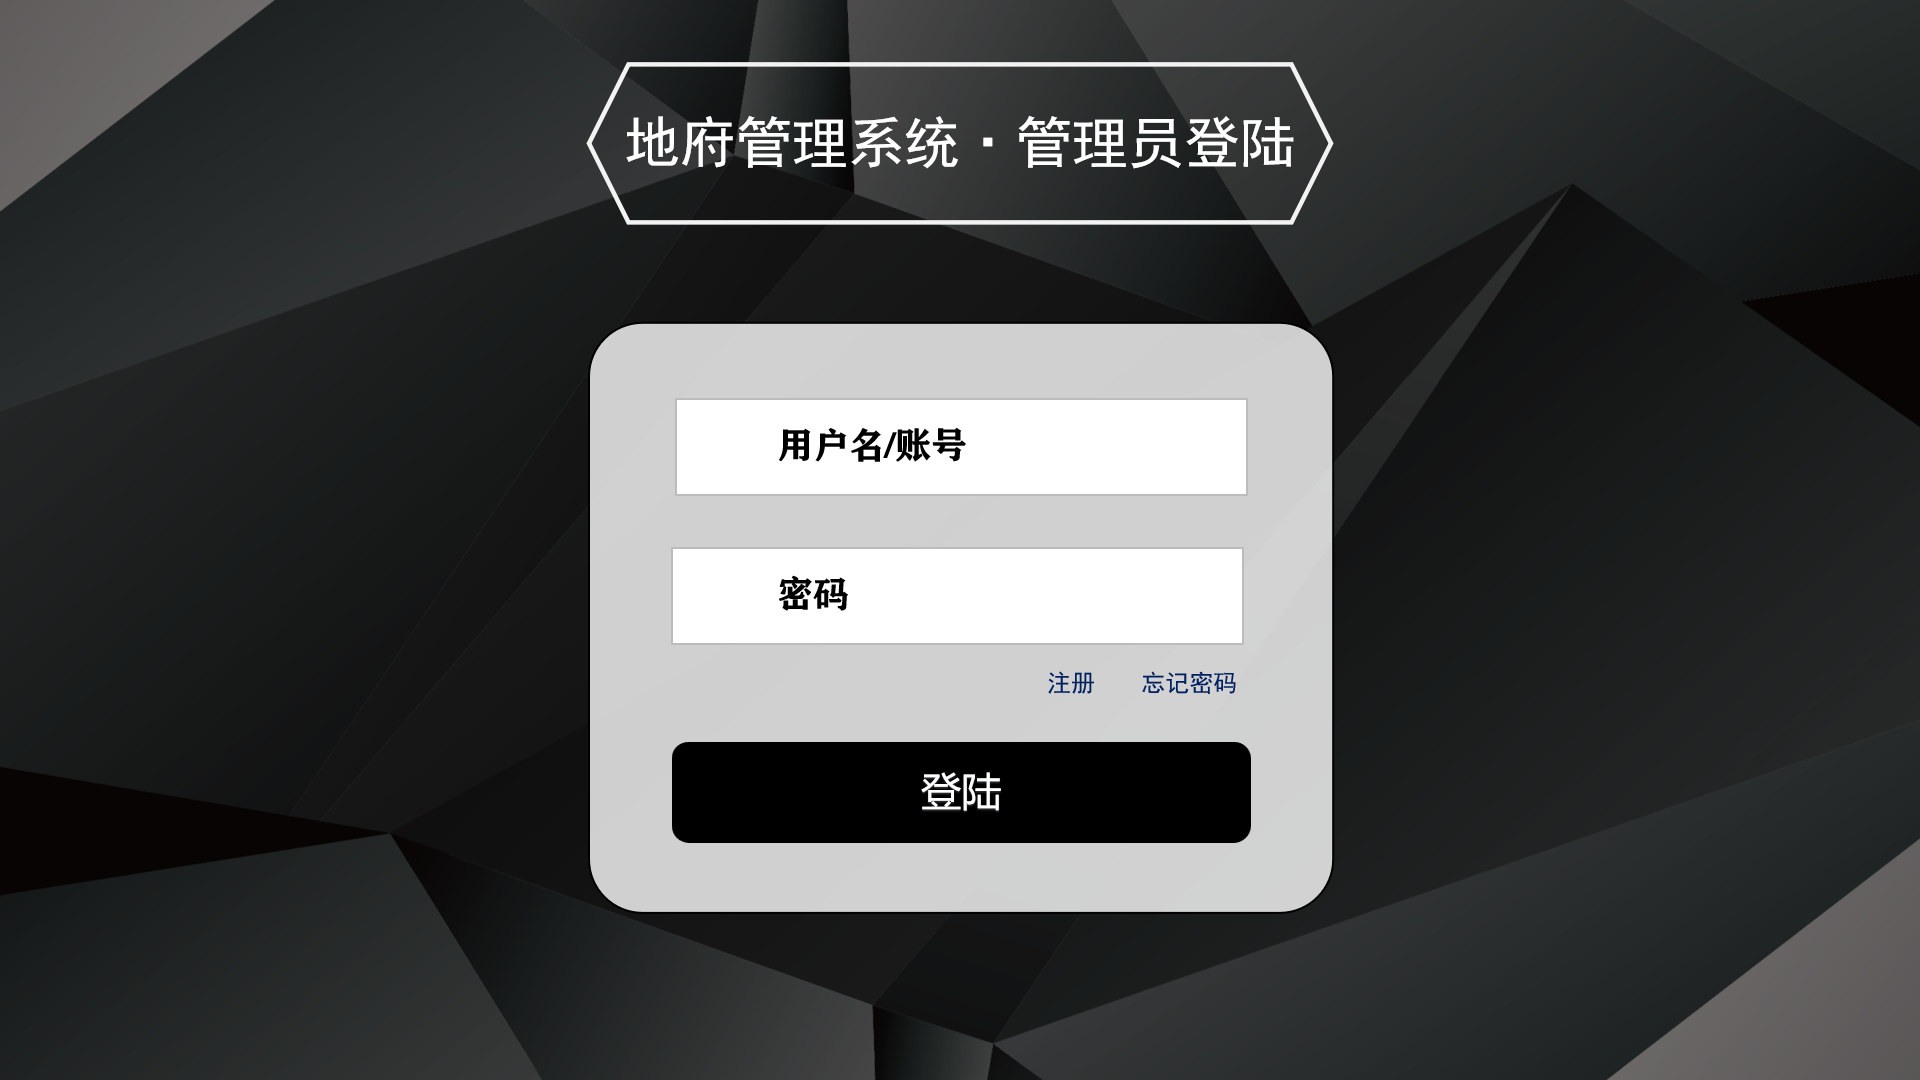 地府管理系统·管理员登陆
用户名/账号
密码
注册 忘记密码
登陆